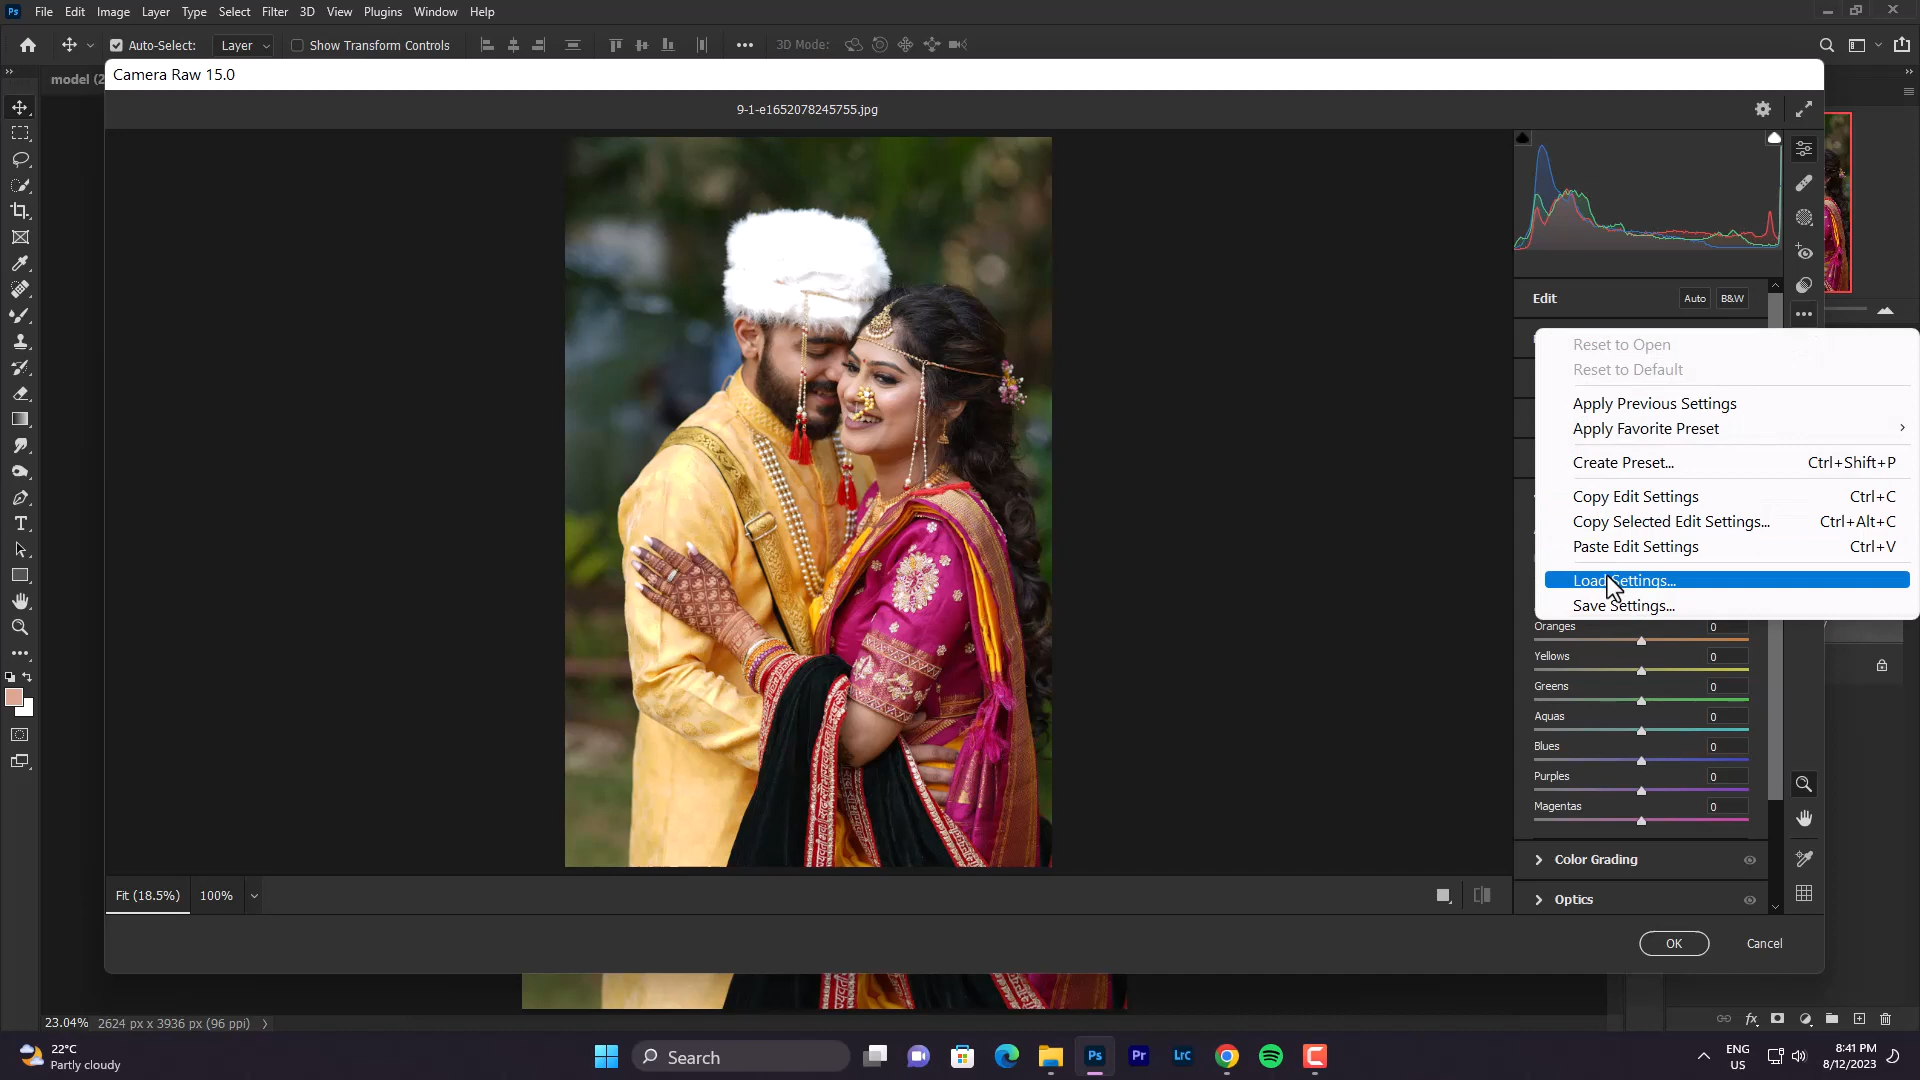 Ps File Edit Image Layer Type Select Filter 3D View Plugins Window Help
Auto-Select: Layer Show Transform Controls 3D Mode:
model (2
Camera Raw 15.0
9-1-e1652078245755.jpg
Edit Auto B&W
Reset to Open
Reset to Default
Apply Previous Settings
Apply Favorite Preset
Create Preset... Ctrl+Shift+P
Copy Edit Settings Ctrl+C
Copy Selected Edit Settings... Ctrl+Alt+C
Paste Edit Settings Ctrl+V
Load Settings...
Save Settings...
Oranges 0
Yellows 0
Greens 0
Aquas 0
Blues 0
Purples 0
Magentas 0
Color Grading
Optics
Fit (18.5%) 100%
OK Cancel
23.04% 2624 px x 3936 px (96 ppi)
22°C
Partly cloudy
Search
Ps Pr Lrc
ENG
US
8:41 PM
8/12/2023